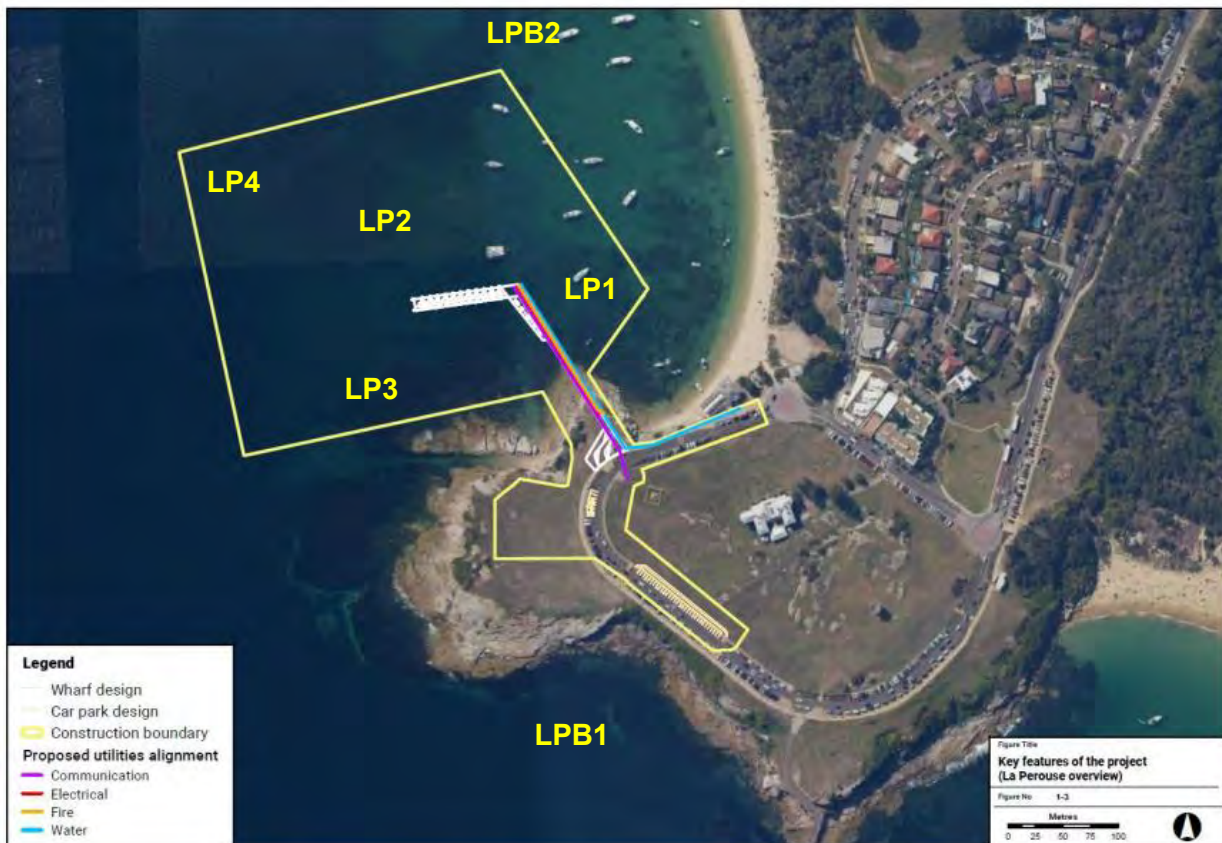 LPB2
LP4
LP2
LP1
LP3
LPB1
Legend
Wharf design
Car park design
Construction boundary
Proposed utilities alignment
Communication
Electrical
Fire
Water
Figure Title
Key features of the project
(La Perouse overview)
Figure No 1-3
Metres
0 25 50 75 100